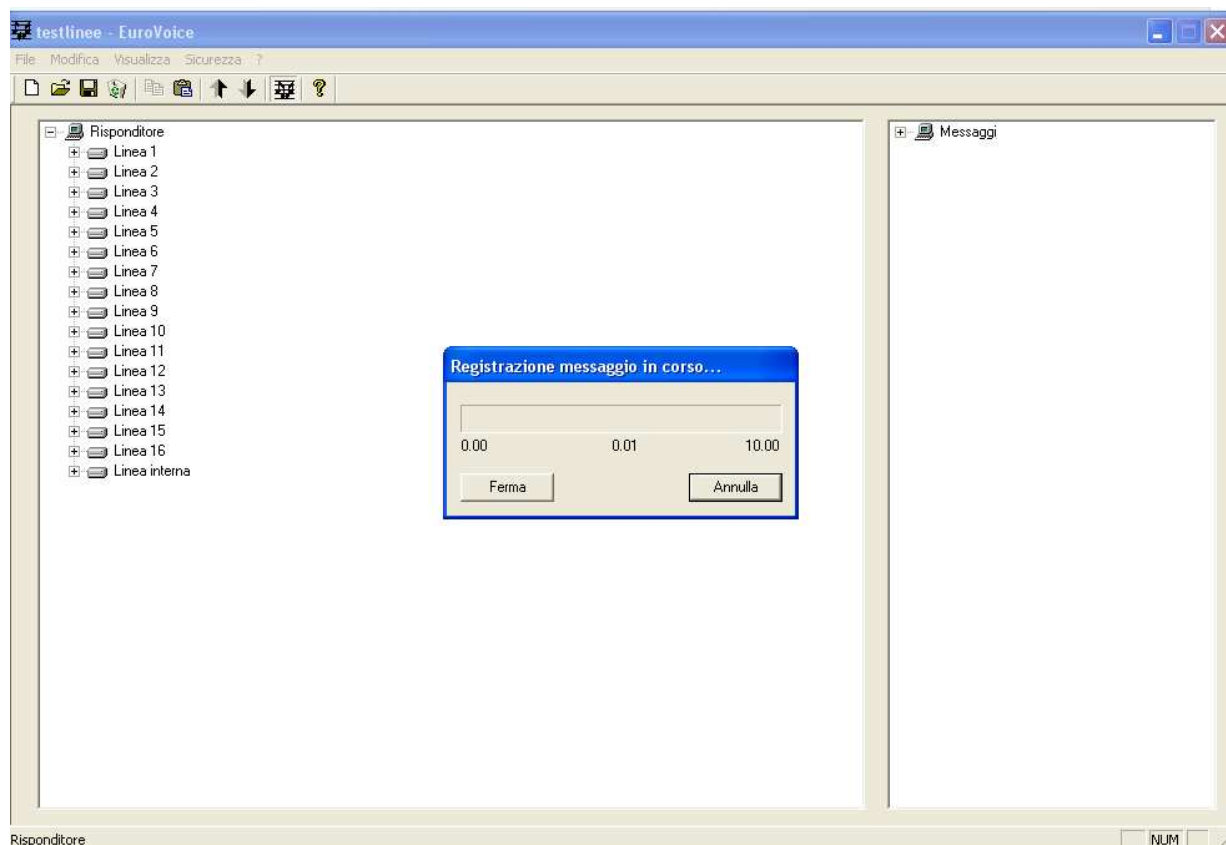 testlinee - EuroVoice
File Modifica Visualizza Sicurezza ?
Risponditore
Linea 1
Linea 2
Linea 3
Linea 4
Linea 5
Linea 6
Linea 7
Linea 8
Linea 9
Linea 10
Linea 11
Linea 12
Linea 13
Linea 14
Linea 15
Linea 16
Linea interna
Messaggi
Registrazione messaggio in corso...
0.00 0.01 10.00
Ferma Annulla
Risponditore NUM